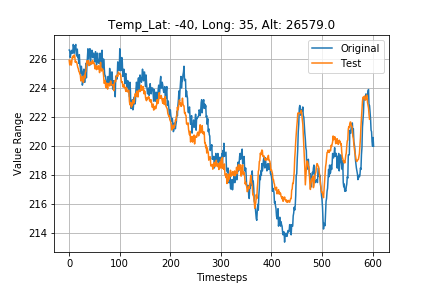 Temp_Lat: -40, Long: 35, Alt: 26579.0
Original
Test
Value Range
226
224
222
220
218
216
214
0
100
200
300
400
500
600
Timesteps